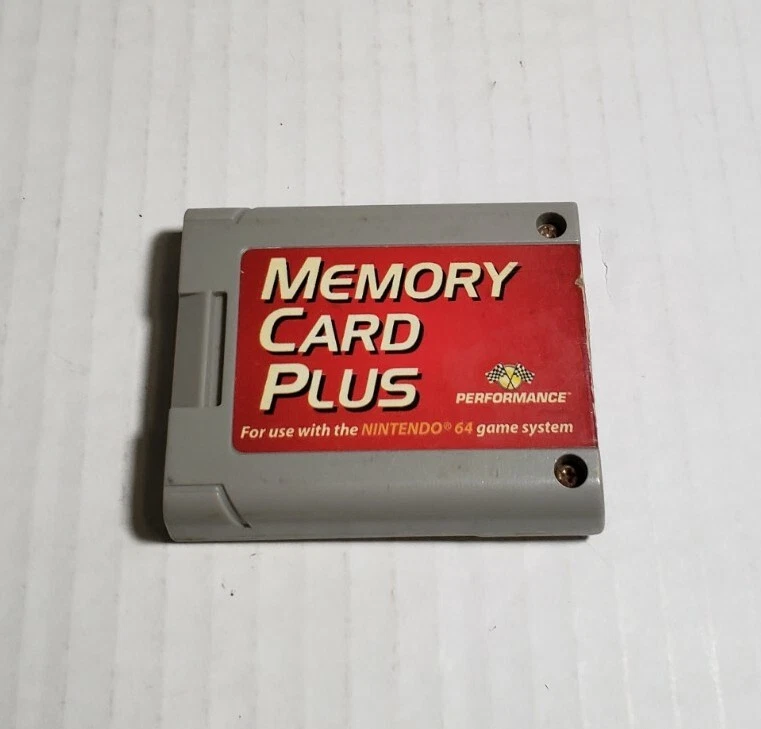 MEMORY
CARD
PLUS
PERFORMANCE™
For use with the NINTENDO® 64 game system